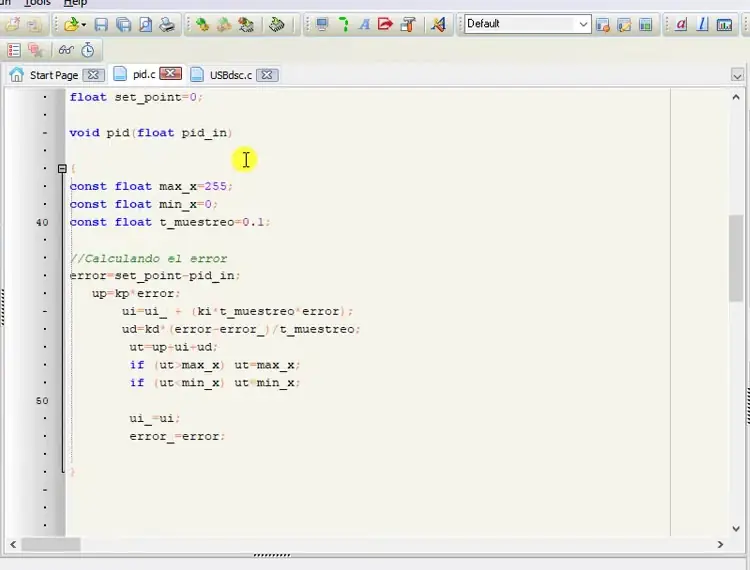 Tools Help
Default
Start Page pid.c USBdsc.c
float set_point=0;
void pid(float pid_in)
{
const float max_x=255;
const float min_x=0;
40 const float t_muestreo=0.1;
//Calculando el error
error=set_point-pid_in;
up=kp*error;
ui=ui_ + (ki*t_muestreo*error);
ud=kd*(error-error_)/t_muestreo;
ut=up+ui+ud;
if (ut>max_x) ut=max_x;
if (ut<min_x) ut=min_x;
50
ui_=ui;
error_=error;
}